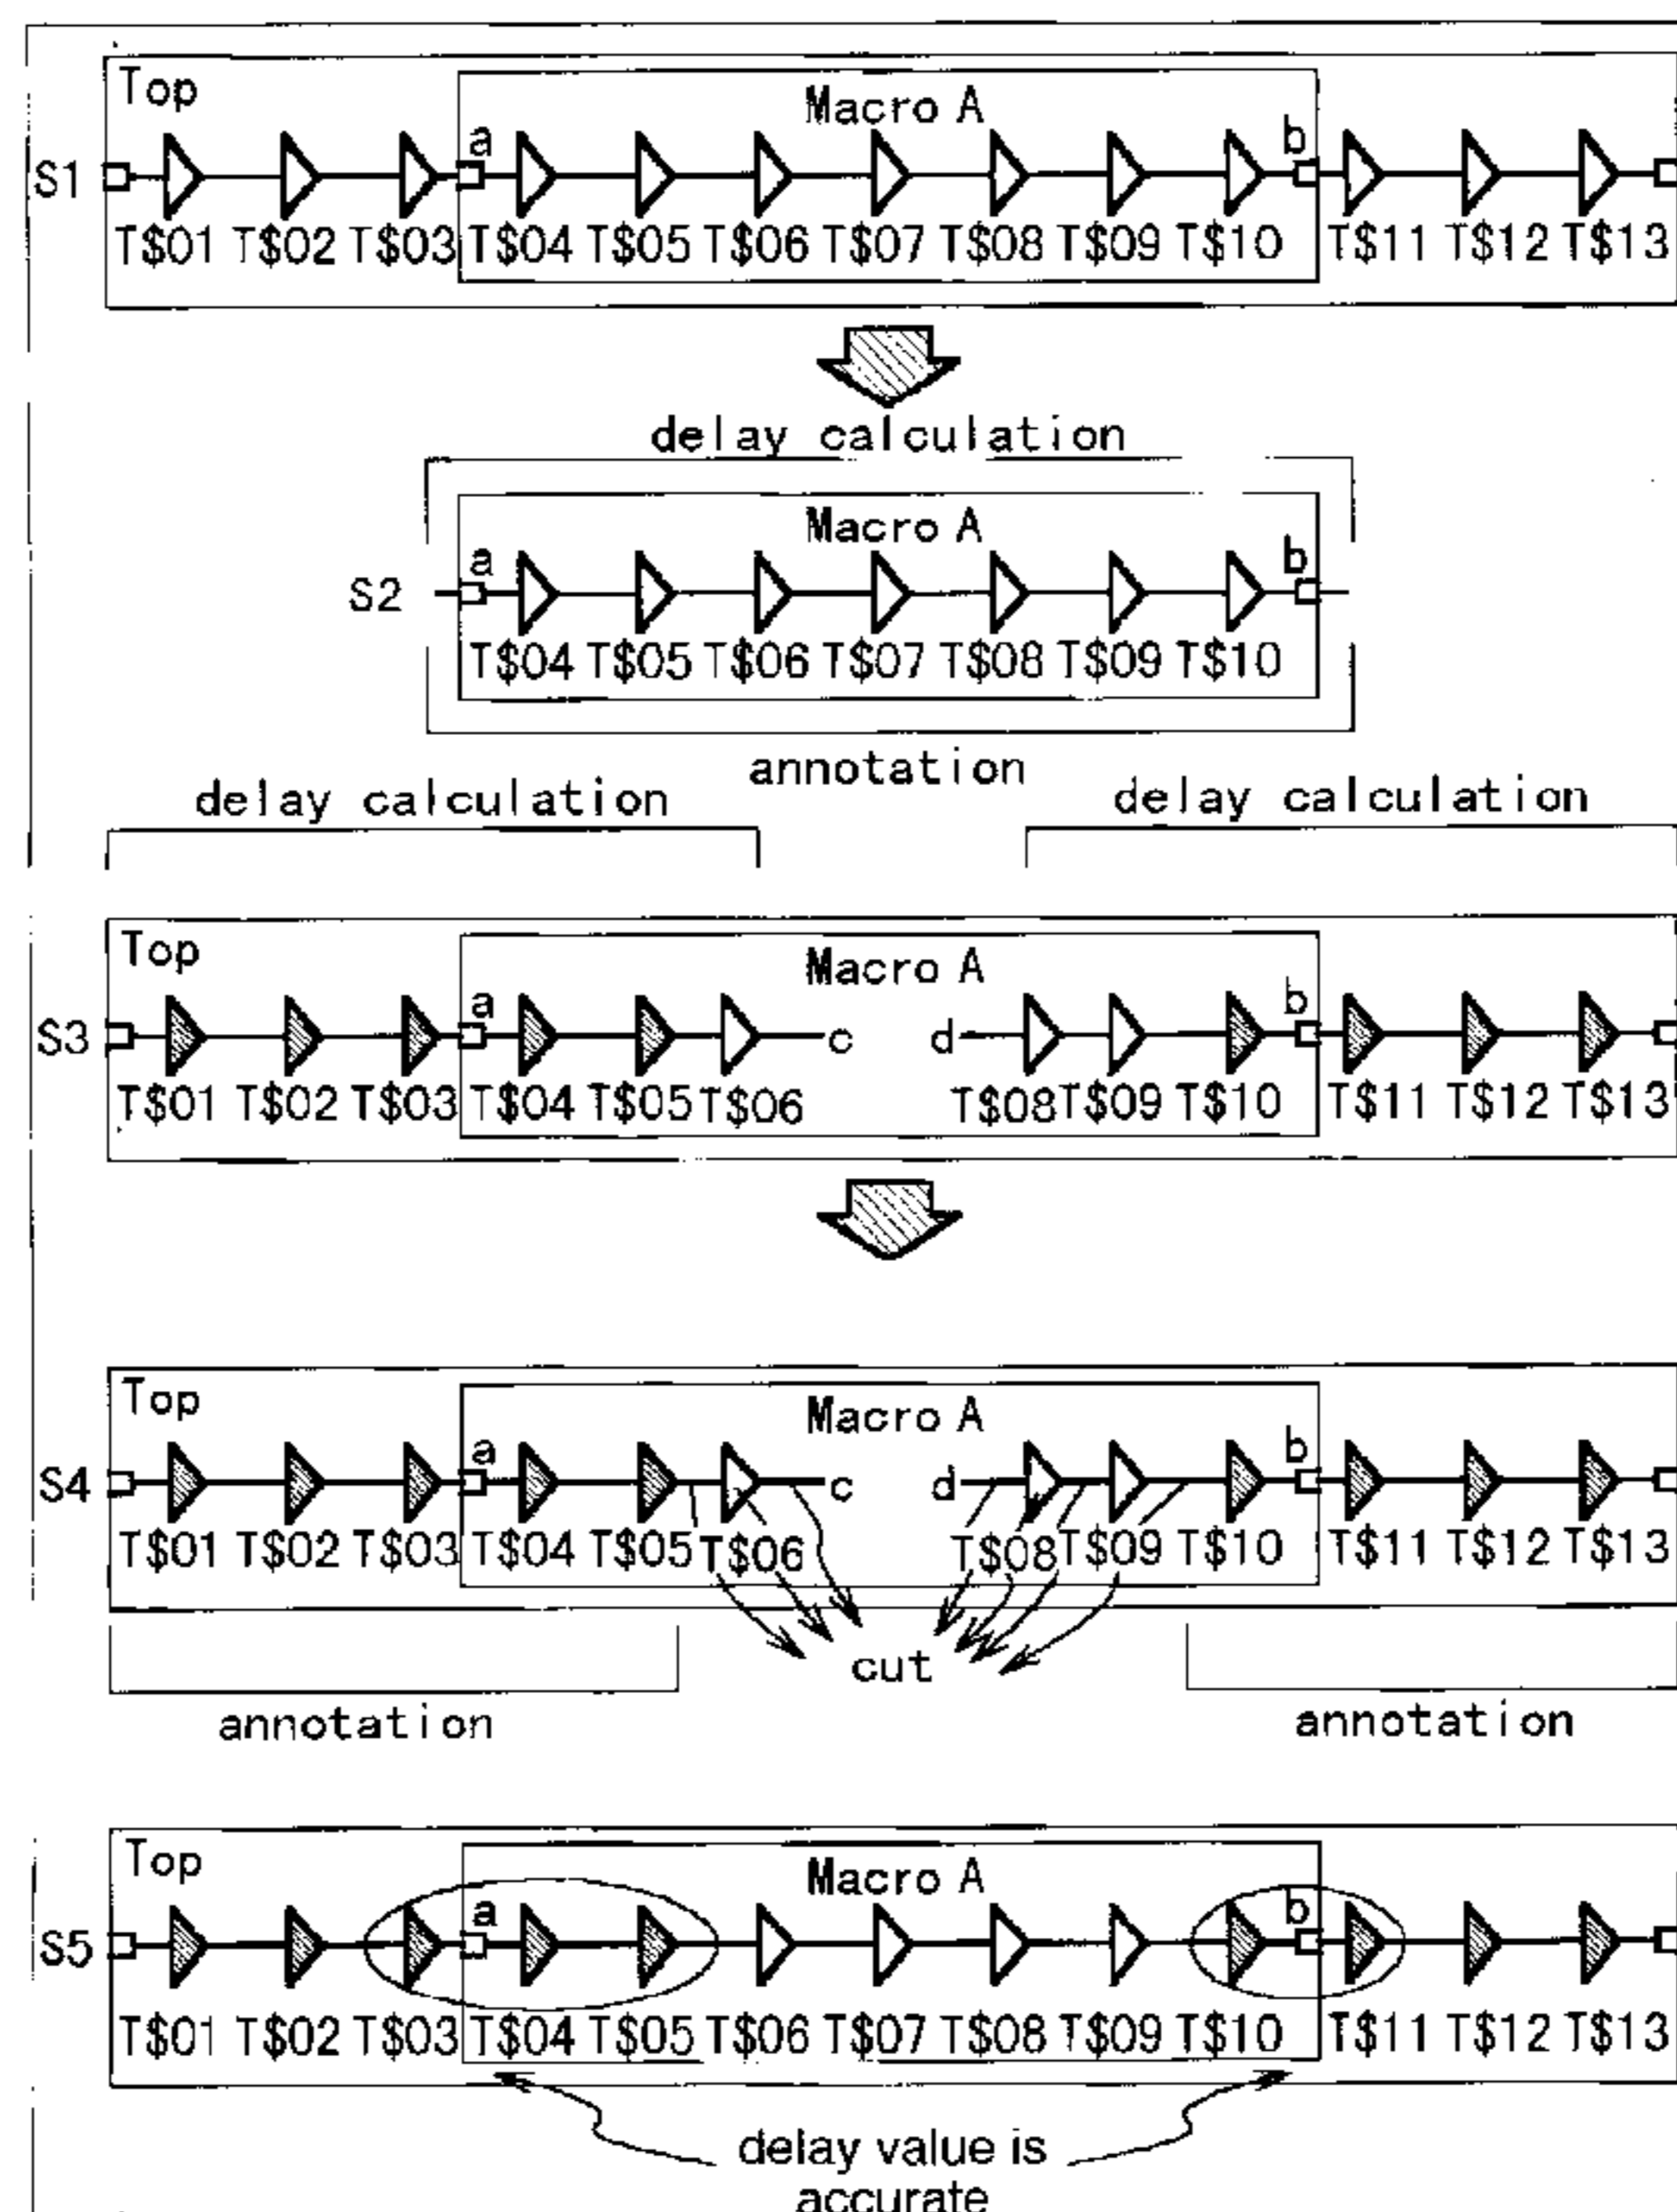 Top
Macro A
a
b
S1
T$01 T$02 T$03 T$04 T$05 T$06 T$07 T$08 T$09 T$10 T$11 T$12 T$13
delay calculation
Macro A
a
b
S2
T$04 T$05 T$06 T$07 T$08 T$09 T$10
annotation
delay calculation
delay calculation
Top
Macro A
a
b
S3
c
d
T$01 T$02 T$03 T$04 T$05 T$06 T$08 T$09 T$10 T$11 T$12 T$13
Top
Macro A
a
b
S4
c
d
T$01 T$02 T$03 T$04 T$05 T$06 T$08 T$09 T$10 T$11 T$12 T$13
cut
annotation
annotation
Top
Macro A
a
b
S5
T$01 T$02 T$03 T$04 T$05 T$06 T$07 T$08 T$09 T$10 T$11 T$12 T$13
delay value is
accurate